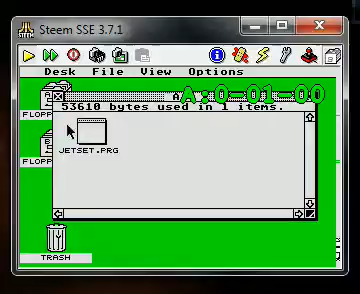 Steem SSE 3.7.1
Desk File View Options
A:0-01-00
53610 bytes used in 1 items.
FLOPP
JETSET.PRG
FLOPP
TRASH